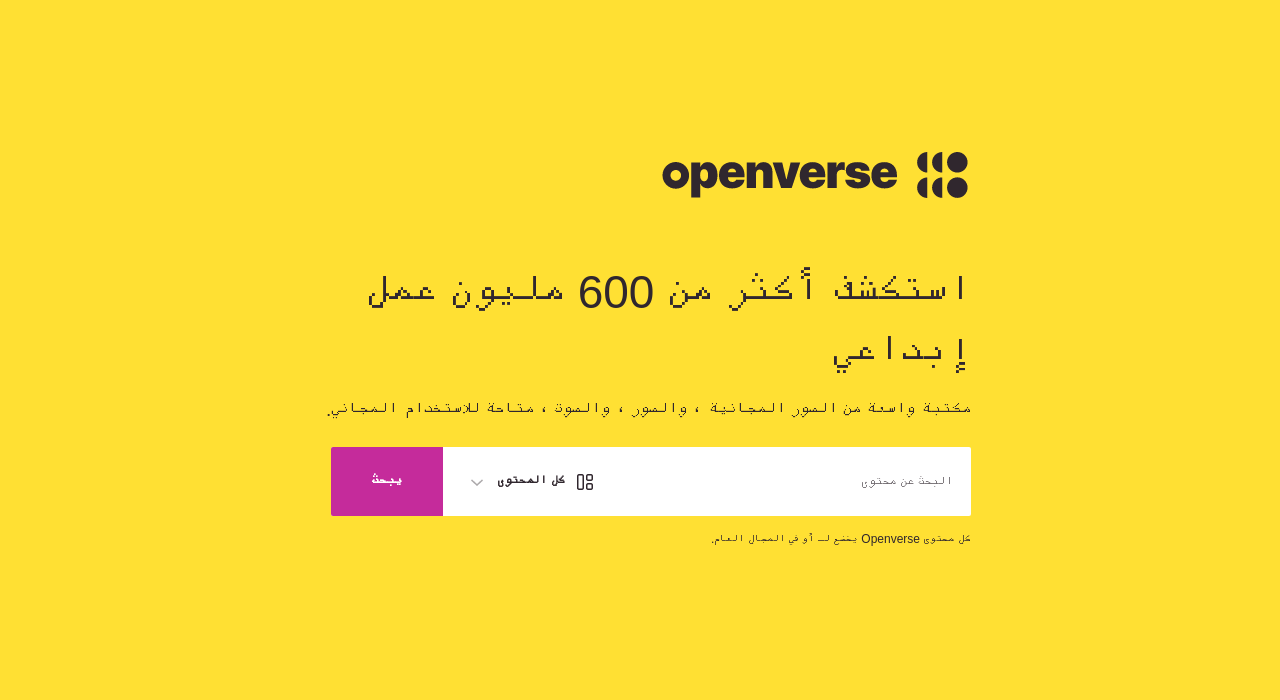 openverse
استكشف أكثر من 600 مليون عمل
إبداعي
مكتبة واسعة من الصور المجانية ، والصور ، والصوت ، متاحة للاستخدام المجاني.
البحث عن محتوى
كل المحتوى
يبحث
كل محتوى Openverse يخضع لـ أو في المجال العام.